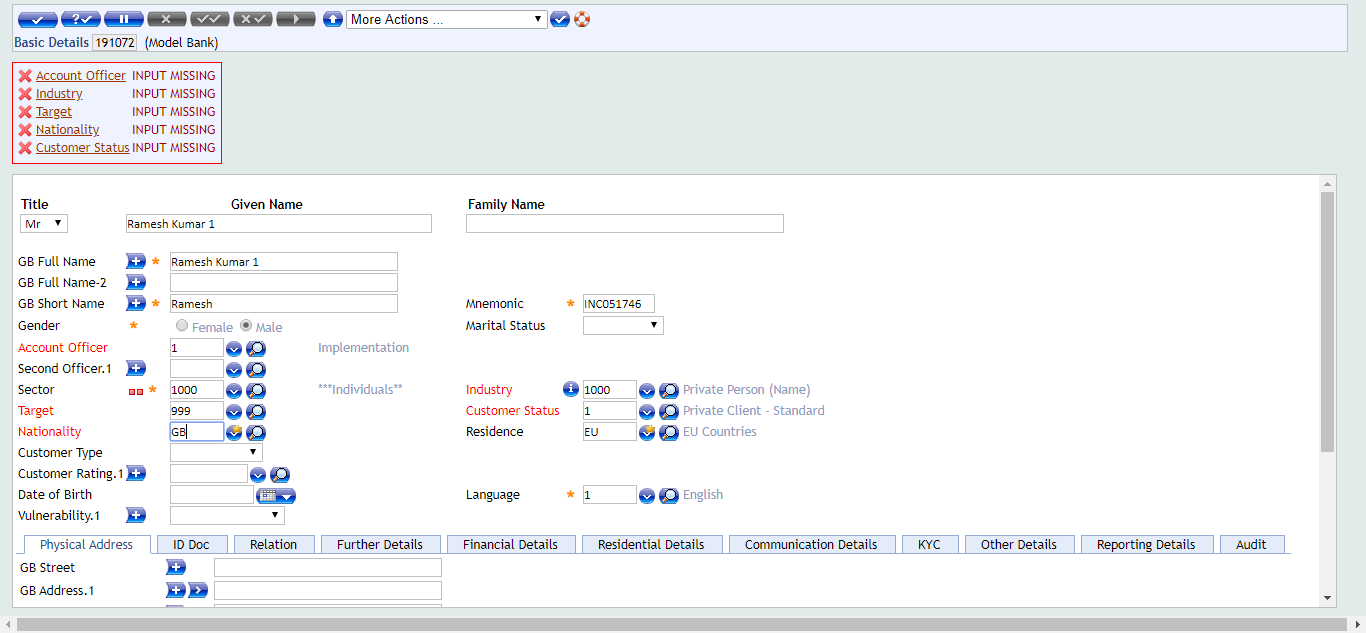 More Actions ...
Basic Details 191072 (Model Bank)
Account Officer INPUT MISSING
Industry INPUT MISSING
Target INPUT MISSING
Nationality INPUT MISSING
Customer Status INPUT MISSING
Title Given Name Family Name
Mr Ramesh Kumar 1
GB Full Name * Ramesh Kumar 1
GB Full Name-2
GB Short Name * Ramesh Mnemonic * INC051746
Gender * Female Male Marital Status
Account Officer 1 Implementation
Second Officer.1
Sector * 1000 ***Individuals** Industry 1000 Private Person (Name)
Target 999 Customer Status 1 Private Client - Standard
Nationality GB Residence EU EU Countries
Customer Type
Customer Rating.1
Date of Birth Language * 1 English
Vulnerability.1
Physical Address ID Doc Relation Further Details Financial Details Residential Details Communication Details KYC Other Details Reporting Details Audit
GB Street
GB Address.1